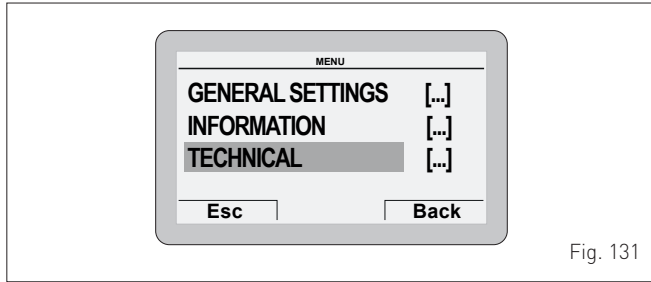 MENU
GENERAL SETTINGS [...]
INFORMATION [...]
TECHNICAL [...]
Esc Back
Fig. 131